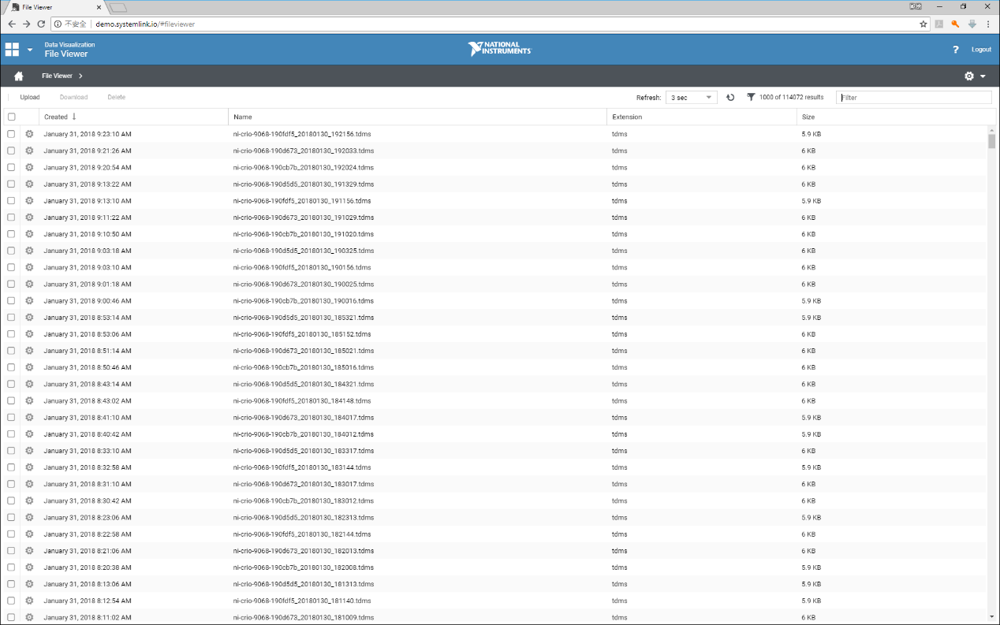 File Viewer
不安全 demo.systemlink.io/#fileviewer
Data Visualization
File Viewer
NATIONAL
INSTRUMENTS
? Logout
File Viewer
Upload Download Delete Refresh: 3 sec 1000 of 114072 results Filter
Created Name Extension Size
January 31, 2018 9:23:10 AM ni-crio-9068-190fdf5_20180130_192156.tdms tdms 5.9 KB
January 31, 2018 9:21:26 AM ni-crio-9068-190d673_20180130_192033.tdms tdms 6 KB
January 31, 2018 9:20:54 AM ni-crio-9068-190cb7b_20180130_192024.tdms tdms 6 KB
January 31, 2018 9:13:22 AM ni-crio-9068-190d5d5_20180130_191329.tdms tdms 6 KB
January 31, 2018 9:13:10 AM ni-crio-9068-190fdf5_20180130_191156.tdms tdms 5.9 KB
January 31, 2018 9:11:22 AM ni-crio-9068-190d673_20180130_191029.tdms tdms 6 KB
January 31, 2018 9:10:50 AM ni-crio-9068-190cb7b_20180130_191020.tdms tdms 6 KB
January 31, 2018 9:03:18 AM ni-crio-9068-190d5d5_20180130_190325.tdms tdms 6 KB
January 31, 2018 9:03:10 AM ni-crio-9068-190fdf5_20180130_190156.tdms tdms 6 KB
January 31, 2018 9:01:18 AM ni-crio-9068-190d673_20180130_190025.tdms tdms 6 KB
January 31, 2018 9:00:46 AM ni-crio-9068-190cb7b_20180130_190016.tdms tdms 5.9 KB
January 31, 2018 8:53:14 AM ni-crio-9068-190d5d5_20180130_185321.tdms tdms 5.9 KB
January 31, 2018 8:53:06 AM ni-crio-9068-190fdf5_20180130_185152.tdms tdms 6 KB
January 31, 2018 8:51:14 AM ni-crio-9068-190d673_20180130_185021.tdms tdms 6 KB
January 31, 2018 8:50:46 AM ni-crio-9068-190cb7b_20180130_185016.tdms tdms 6 KB
January 31, 2018 8:43:14 AM ni-crio-9068-190d5d5_20180130_184321.tdms tdms 6 KB
January 31, 2018 8:43:02 AM ni-crio-9068-190fdf5_20180130_184148.tdms tdms 6 KB
January 31, 2018 8:41:10 AM ni-crio-9068-190d673_20180130_184017.tdms tdms 5.9 KB
January 31, 2018 8:40:42 AM ni-crio-9068-190cb7b_20180130_184012.tdms tdms 5.9 KB
January 31, 2018 8:33:10 AM ni-crio-9068-190d5d5_20180130_183317.tdms tdms 6 KB
January 31, 2018 8:32:58 AM ni-crio-9068-190fdf5_20180130_183144.tdms tdms 5.9 KB
January 31, 2018 8:31:10 AM ni-crio-9068-190d673_20180130_183017.tdms tdms 6 KB
January 31, 2018 8:30:42 AM ni-crio-9068-190cb7b_20180130_183012.tdms tdms 6 KB
January 31, 2018 8:23:06 AM ni-crio-9068-190d5d5_20180130_182313.tdms tdms 5.9 KB
January 31, 2018 8:22:58 AM ni-crio-9068-190fdf5_20180130_182144.tdms tdms 6 KB
January 31, 2018 8:21:06 AM ni-crio-9068-190d673_20180130_182013.tdms tdms 6 KB
January 31, 2018 8:20:38 AM ni-crio-9068-190cb7b_20180130_182008.tdms tdms 5.9 KB
January 31, 2018 8:13:06 AM ni-crio-9068-190d5d5_20180130_181313.tdms tdms 5.9 KB
January 31, 2018 8:12:54 AM ni-crio-9068-190fdf5_20180130_181140.tdms tdms 5.9 KB
January 31, 2018 8:11:02 AM ni-crio-9068-190d673_20180130_181009.tdms tdms 6 KB